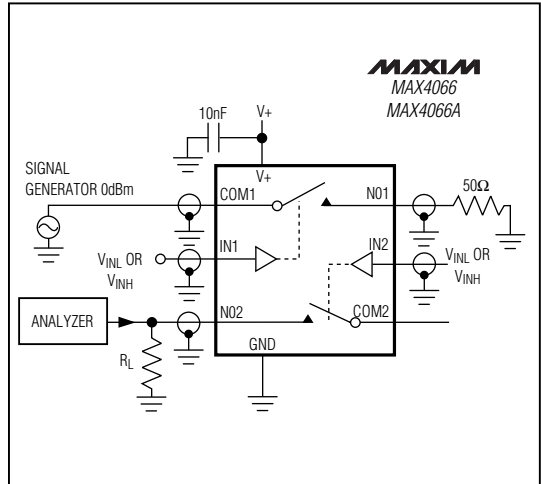 MAXIM
MAX4066
MAX4066A
10nF
V+
V+
SIGNAL
GENERATOR 0dBm
COM1
N01
50Ω
IN1
IN2
VINL OR
VINH
VINL OR
VINH
ANALYZER
N02
COM2
RL
GND